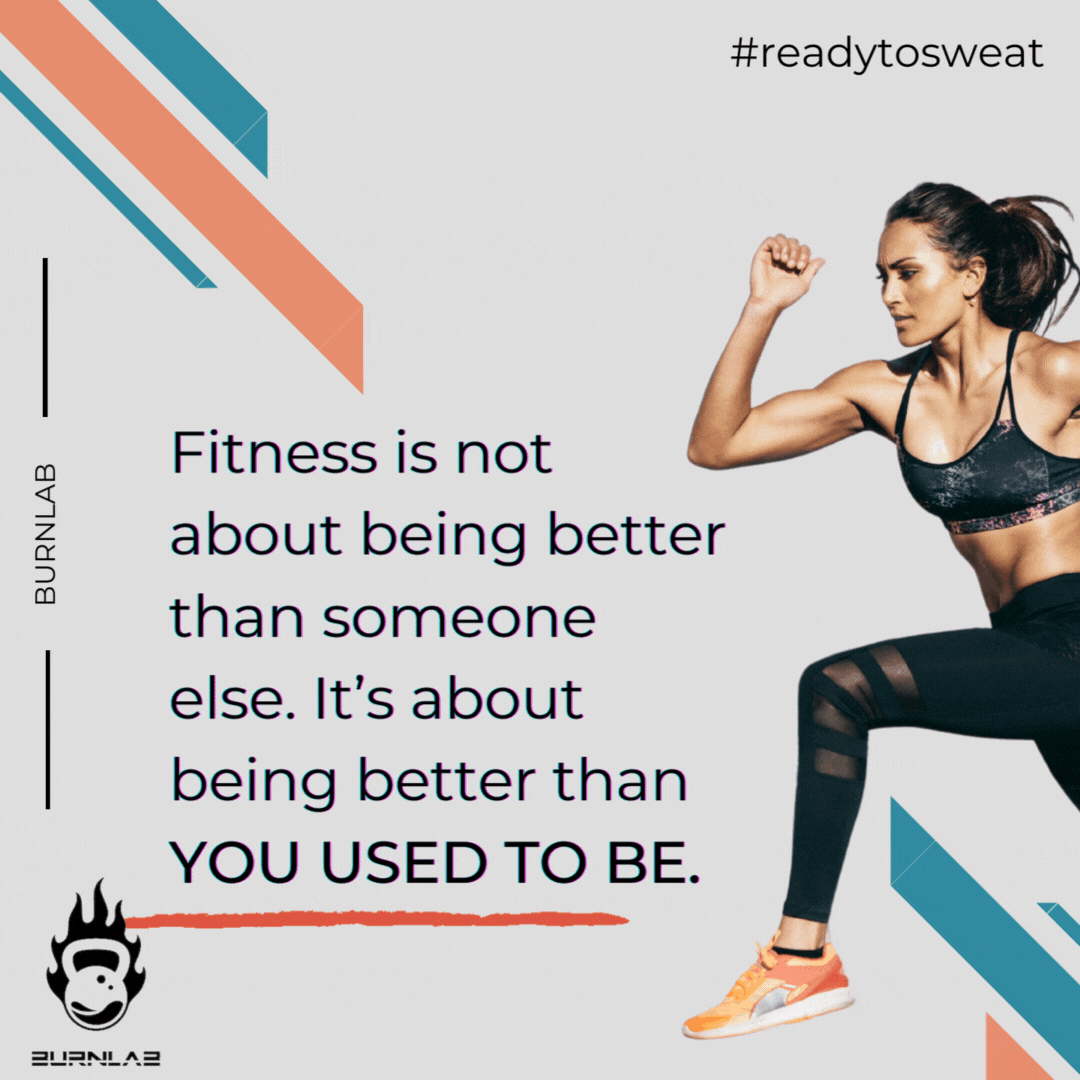 #readytosweat
BURNLAB
Fitness is not
about being better
than someone
else. It’s about
being better than
YOU USED TO BE.
BURNLAB